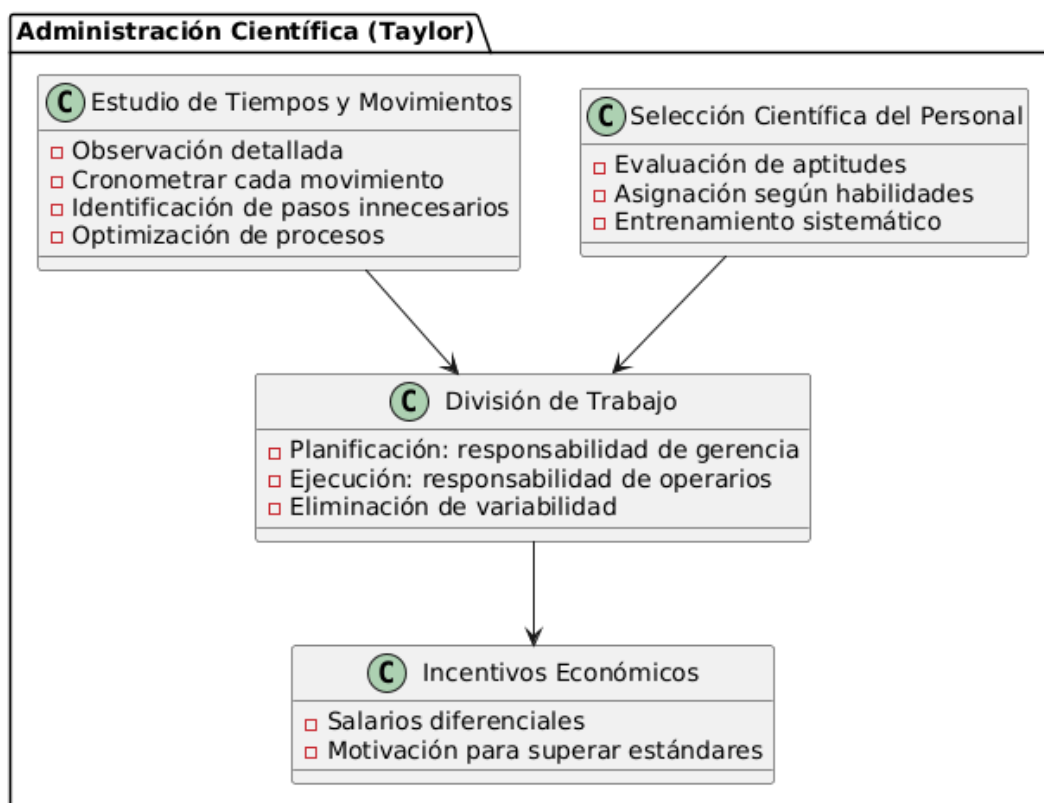 Administración Científica (Taylor)
C Estudio de Tiempos y Movimientos
Observación detallada
Cronometrar cada movimiento
Identificación de pasos innecesarios
Optimización de procesos
C Selección Científica del Personal
Evaluación de aptitudes
Asignación según habilidades
Entrenamiento sistemático
C División de Trabajo
Planificación: responsabilidad de gerencia
Ejecución: responsabilidad de operarios
Eliminación de variabilidad
C Incentivos Económicos
Salarios diferenciales
Motivación para superar estándares